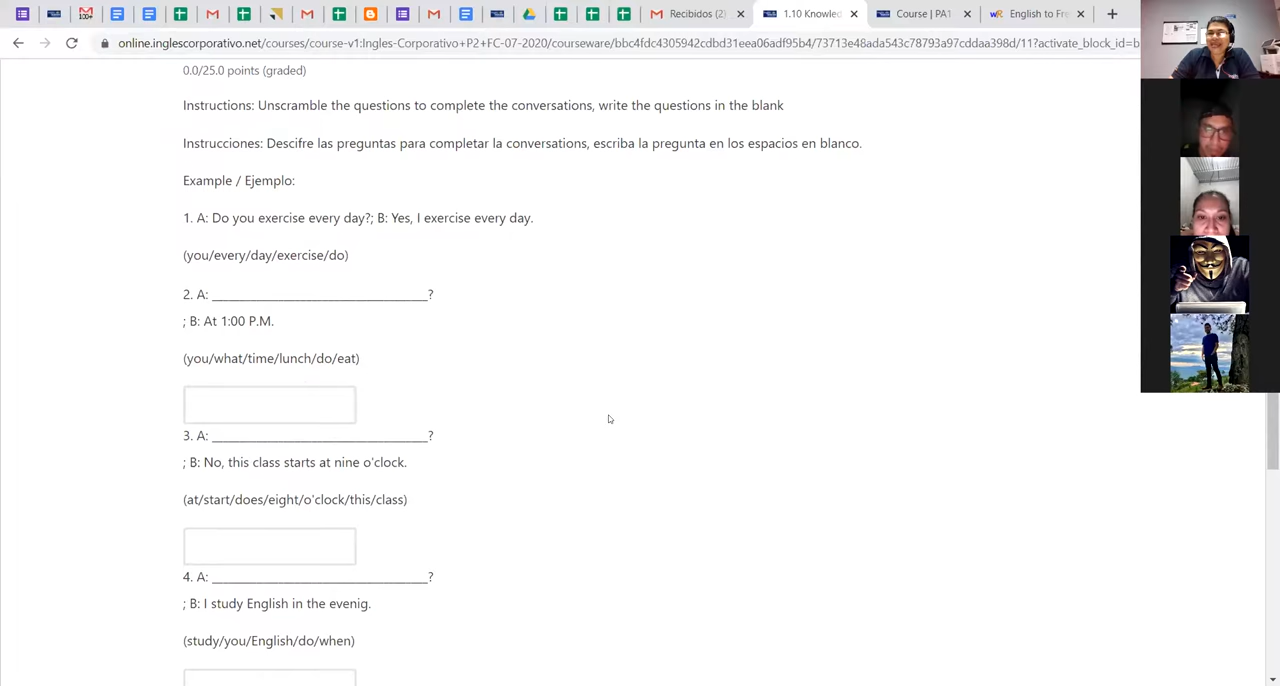 Recibidos (2)
1.10 Knowled
Course | PA1
English to Fre
100+
online.inglescorporativo.net/courses/course-v1:Ingles-Corporativo+P2+FC-07-2020/courseware/bbc4fdc4305942cdbd31eea06adf95b4/73713e48ada543c78793a97cddaa398d/11?activate_block_id=b
0.0/25.0 points (graded)
Instructions: Unscramble the questions to complete the conversations, write the questions in the blank
Instrucciones: Descifre las preguntas para completar la conversations, escriba la pregunta en los espacios en blanco.
Example / Ejemplo:
1. A: Do you exercise every day?; B: Yes, I exercise every day.
(you/every/day/exercise/do)
2. A: ____________________________?
; B: At 1:00 P.M.
(you/what/time/lunch/do/eat)
3. A: ____________________________?
; B: No, this class starts at nine o'clock.
(at/start/does/eight/o'clock/this/class)
4. A: ____________________________?
; B: I study English in the evenig.
(study/you/English/do/when)